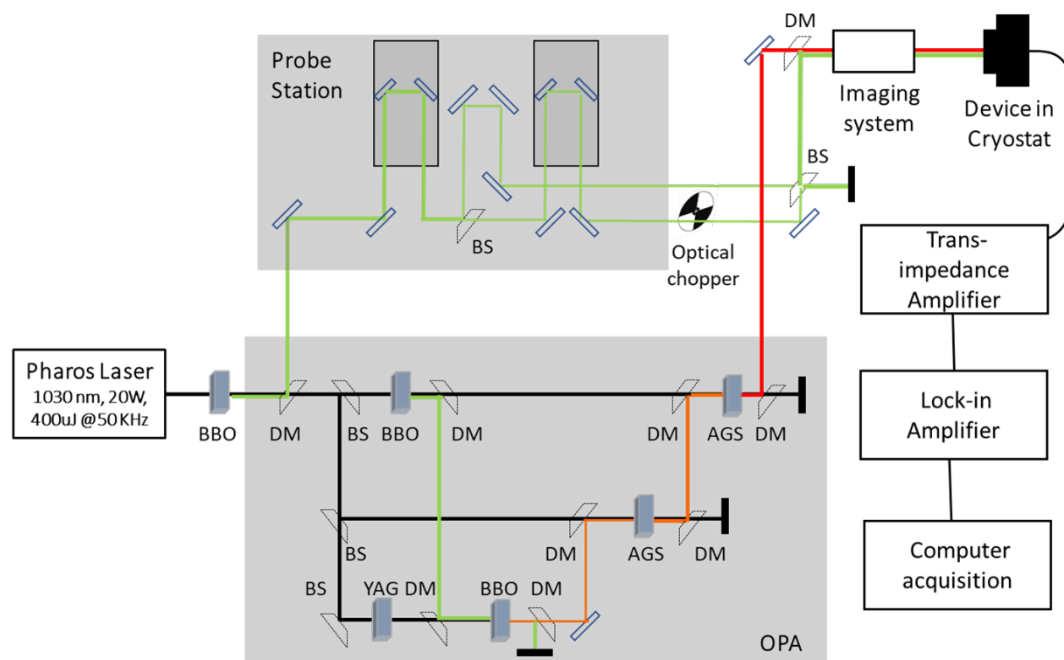 DM
Probe
Station
Imaging
system
Device in
Cryostat
BS
BS
Optical
chopper
Trans-
impedance
Amplifier
Pharos Laser
1030 nm, 20W,
400uJ @50 KHz
BBO
DM
BS
BBO
DM
DM
AGS
DM
Lock-in
Amplifier
BS
DM
AGS
DM
BS
YAG
DM
BBO
DM
Computer
acquisition
OPA